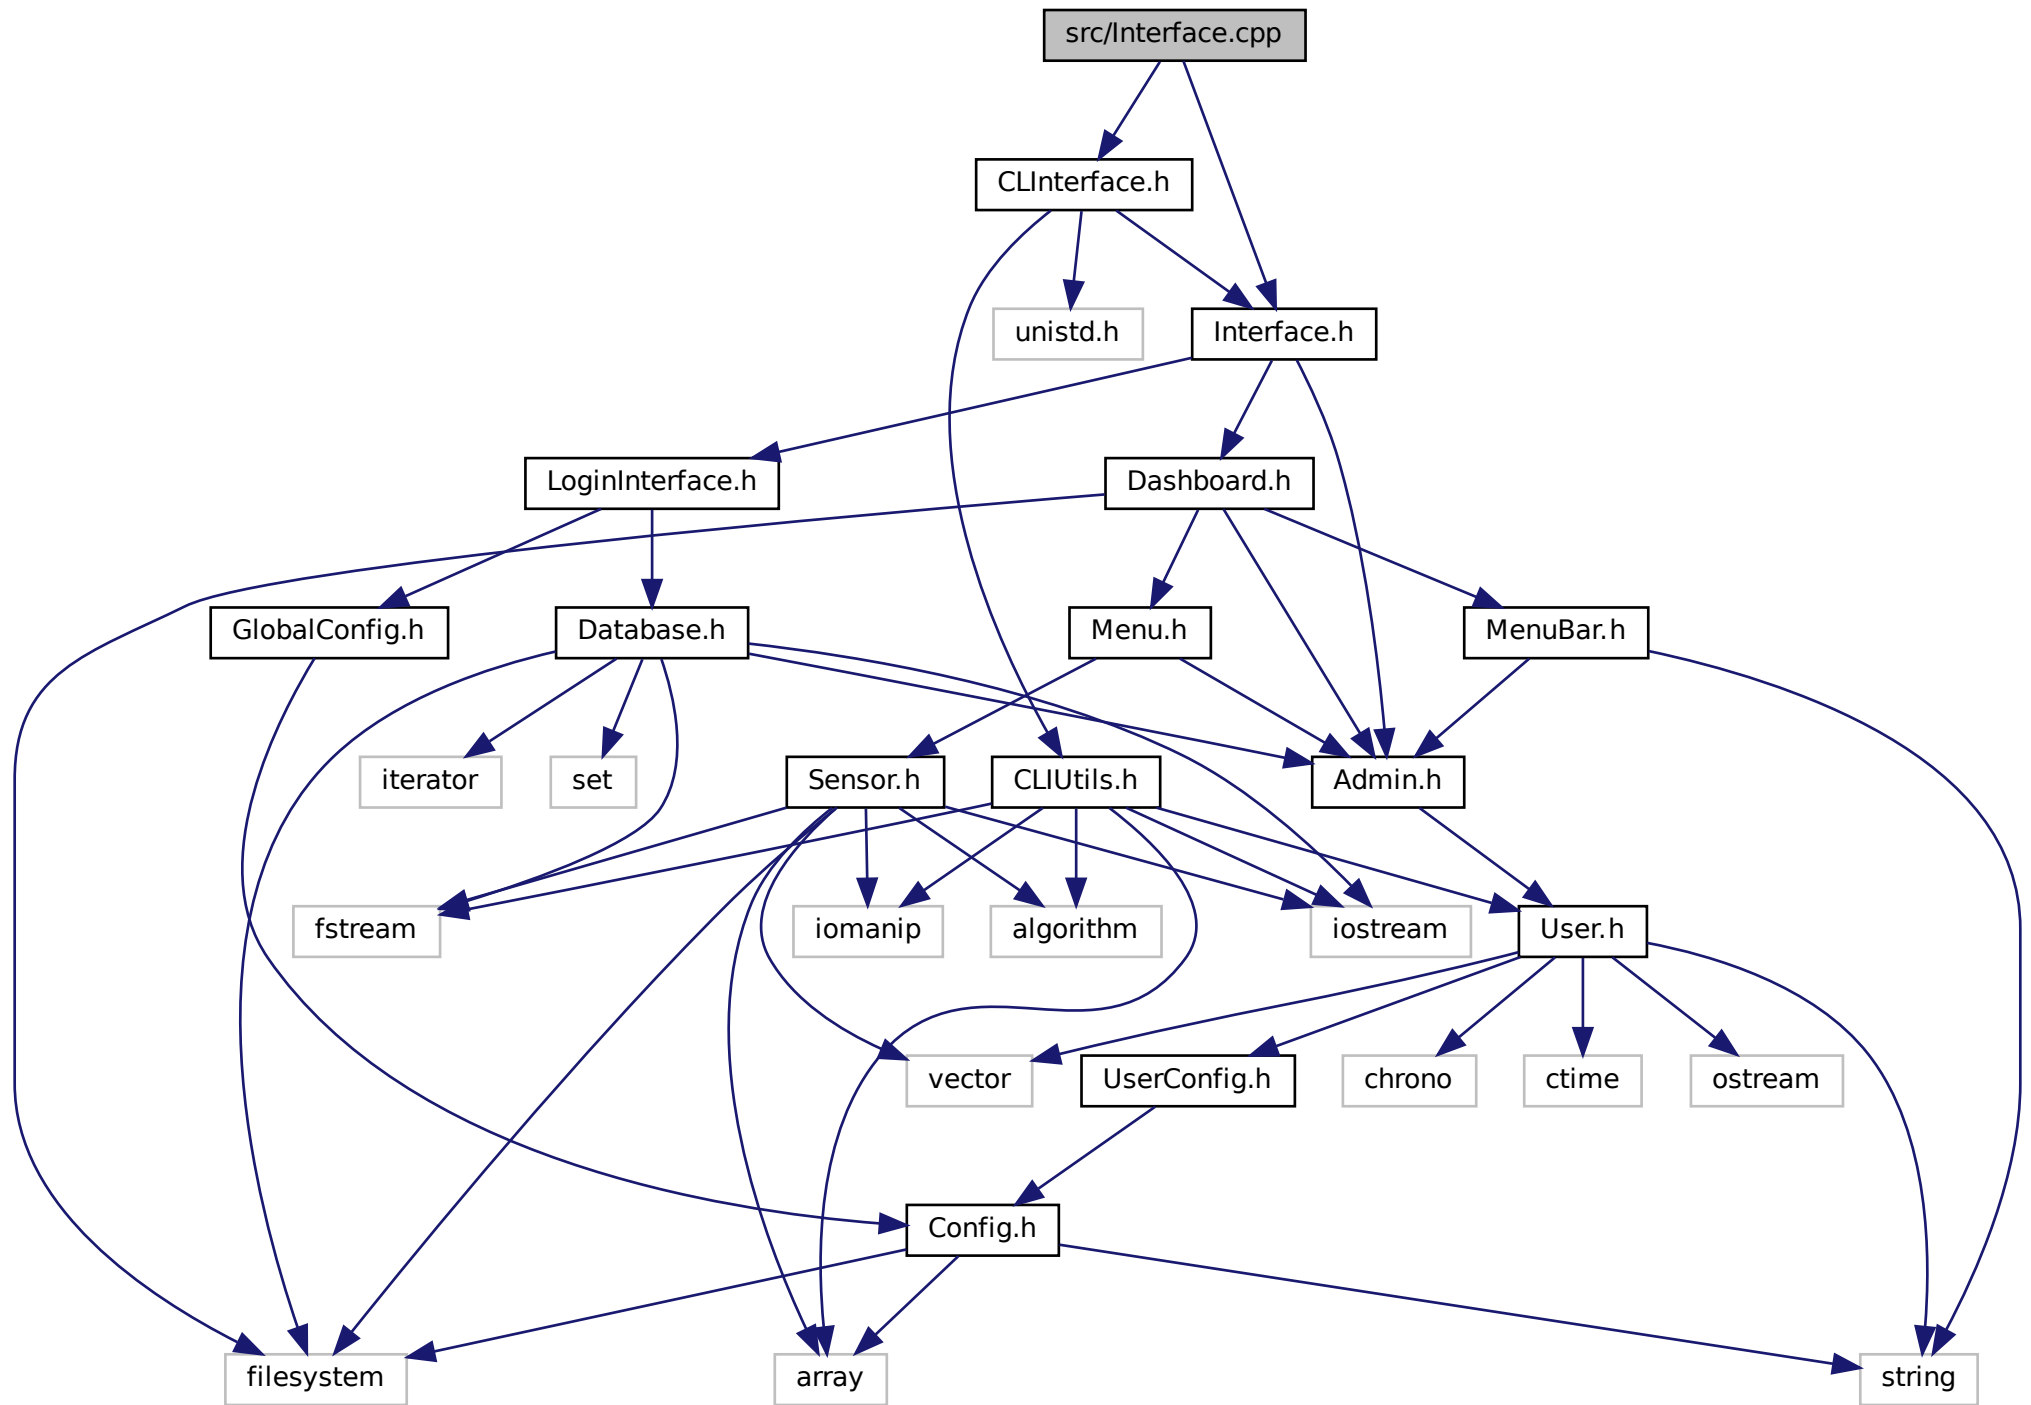 src/Interface.cpp
CLInterface.h
unistd.h
Interface.h
LoginInterface.h
Dashboard.h
GlobalConfig.h
Database.h
Menu.h
MenuBar.h
iterator
set
Sensor.h
CLIUtils.h
Admin.h
fstream
iomanip
algorithm
iostream
User.h
vector
UserConfig.h
chrono
ctime
ostream
Config.h
filesystem
array
string